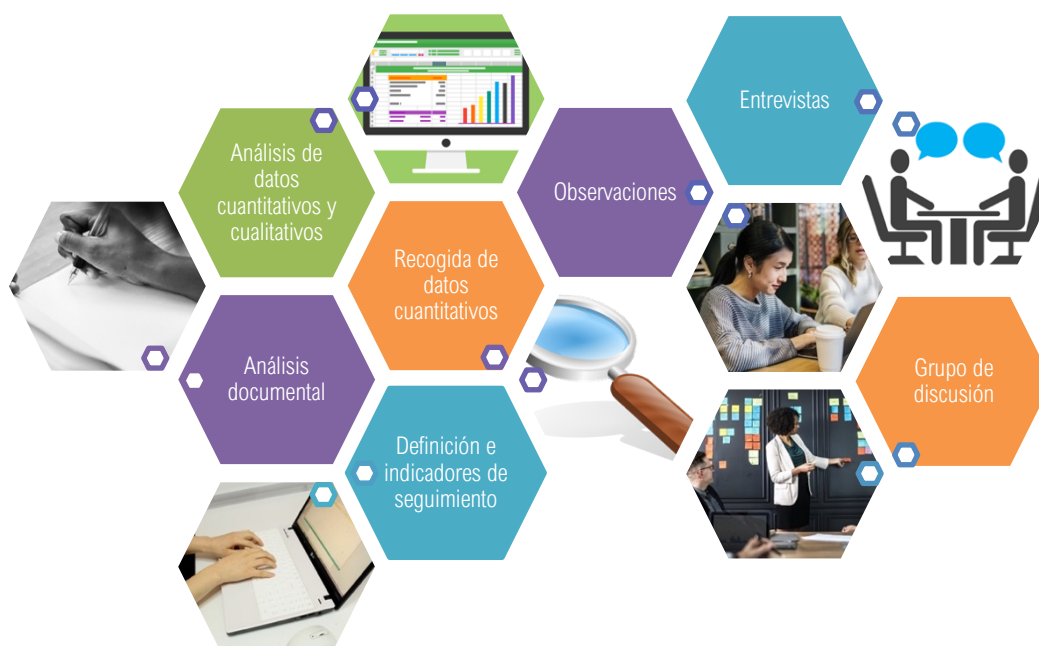 Entrevistas
Análisis de
datos
cuantitativos y
cualitativos
Observaciones
Recogida de
datos
cuantitativos
Análisis
documental
Grupo de
discusión
Definición e
indicadores de
seguimiento